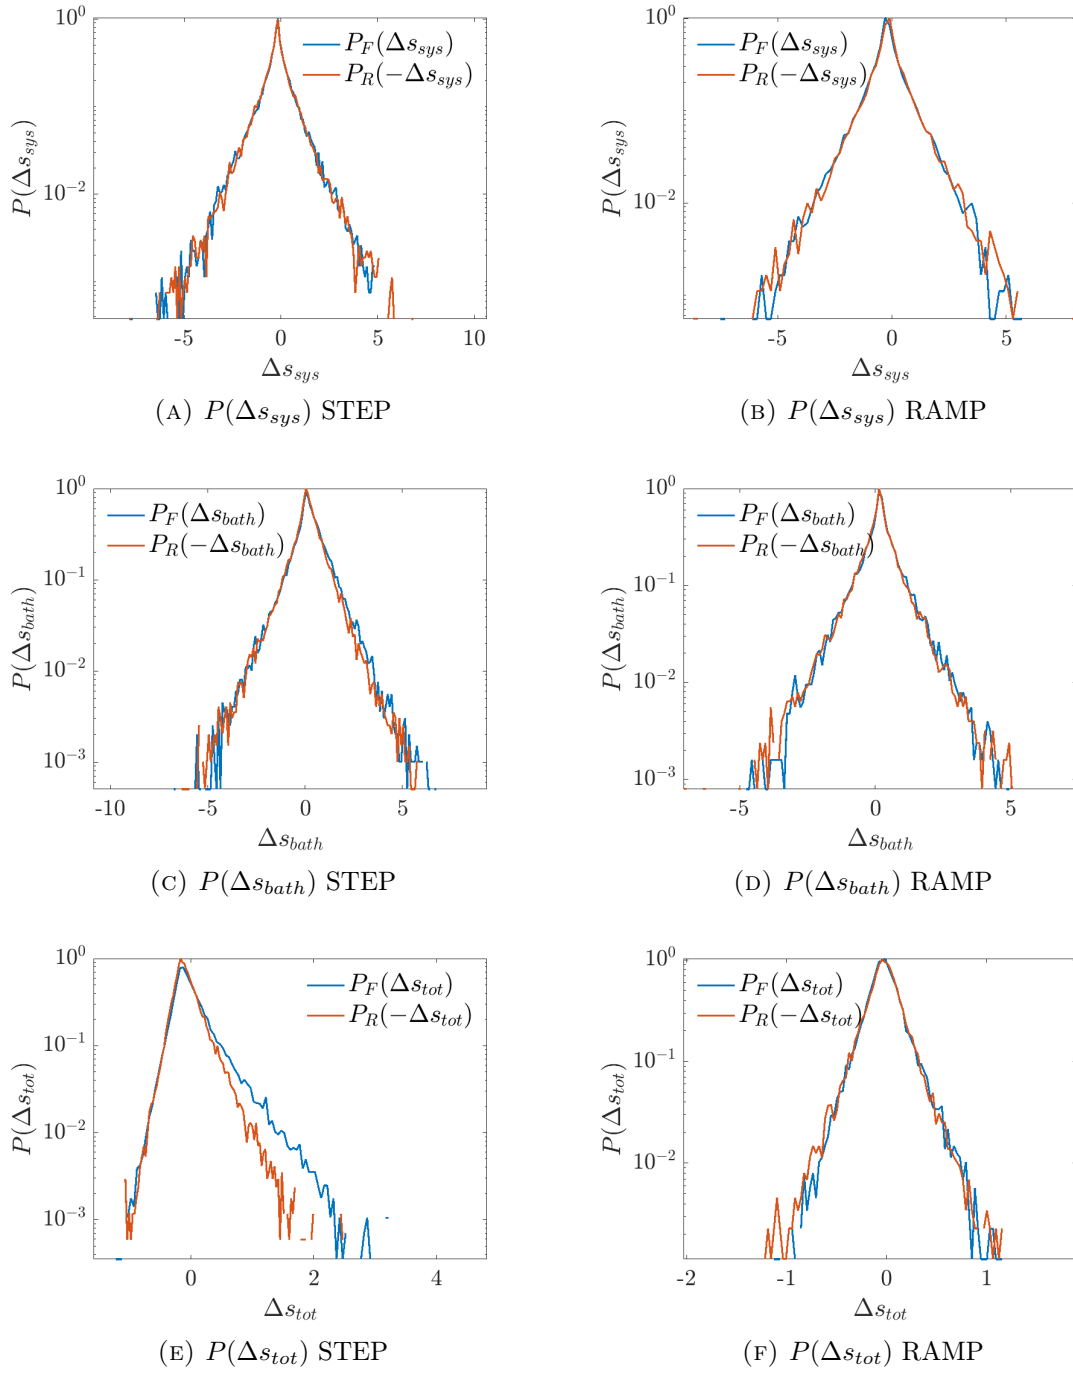 10^0
10^-2
P(Δs_sys)
P_F(Δs_sys)
P_R(−Δs_sys)
-5 0 5 10
Δs_sys
(A) P(Δs_sys) STEP
10^0
10^-1
10^-2
10^-3
P(Δs_sys)
P_F(Δs_sys)
P_R(−Δs_sys)
-5 0 5
Δs_sys
(B) P(Δs_sys) RAMP
10^0
10^-1
10^-2
10^-3
P(Δs_bath)
P_F(Δs_bath)
P_R(−Δs_bath)
-10 -5 0 5
Δs_bath
(C) P(Δs_bath) STEP
10^0
10^-1
10^-2
10^-3
P(Δs_bath)
P_F(Δs_bath)
P_R(−Δs_bath)
-5 0 5
Δs_bath
(D) P(Δs_bath) RAMP
10^0
10^-1
10^-2
10^-3
P(Δs_tot)
P_F(Δs_tot)
P_R(−Δs_tot)
0 2 4
Δs_tot
(E) P(Δs_tot) STEP
10^0
10^-1
10^-2
P(Δs_tot)
P_F(Δs_tot)
P_R(−Δs_tot)
-2 -1 0 1
Δs_tot
(F) P(Δs_tot) RAMP